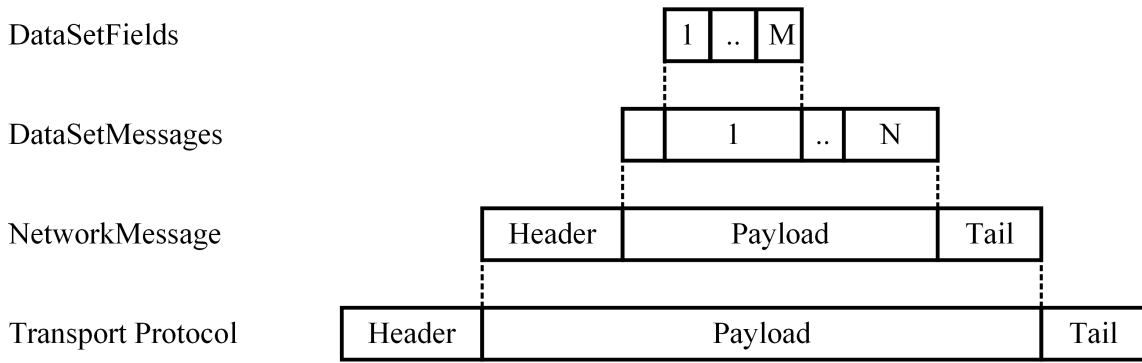 DataSetFields 1 .. M
DataSetMessages 1 .. N
NetworkMessage Header Payload Tail
Transport Protocol Header Payload Tail